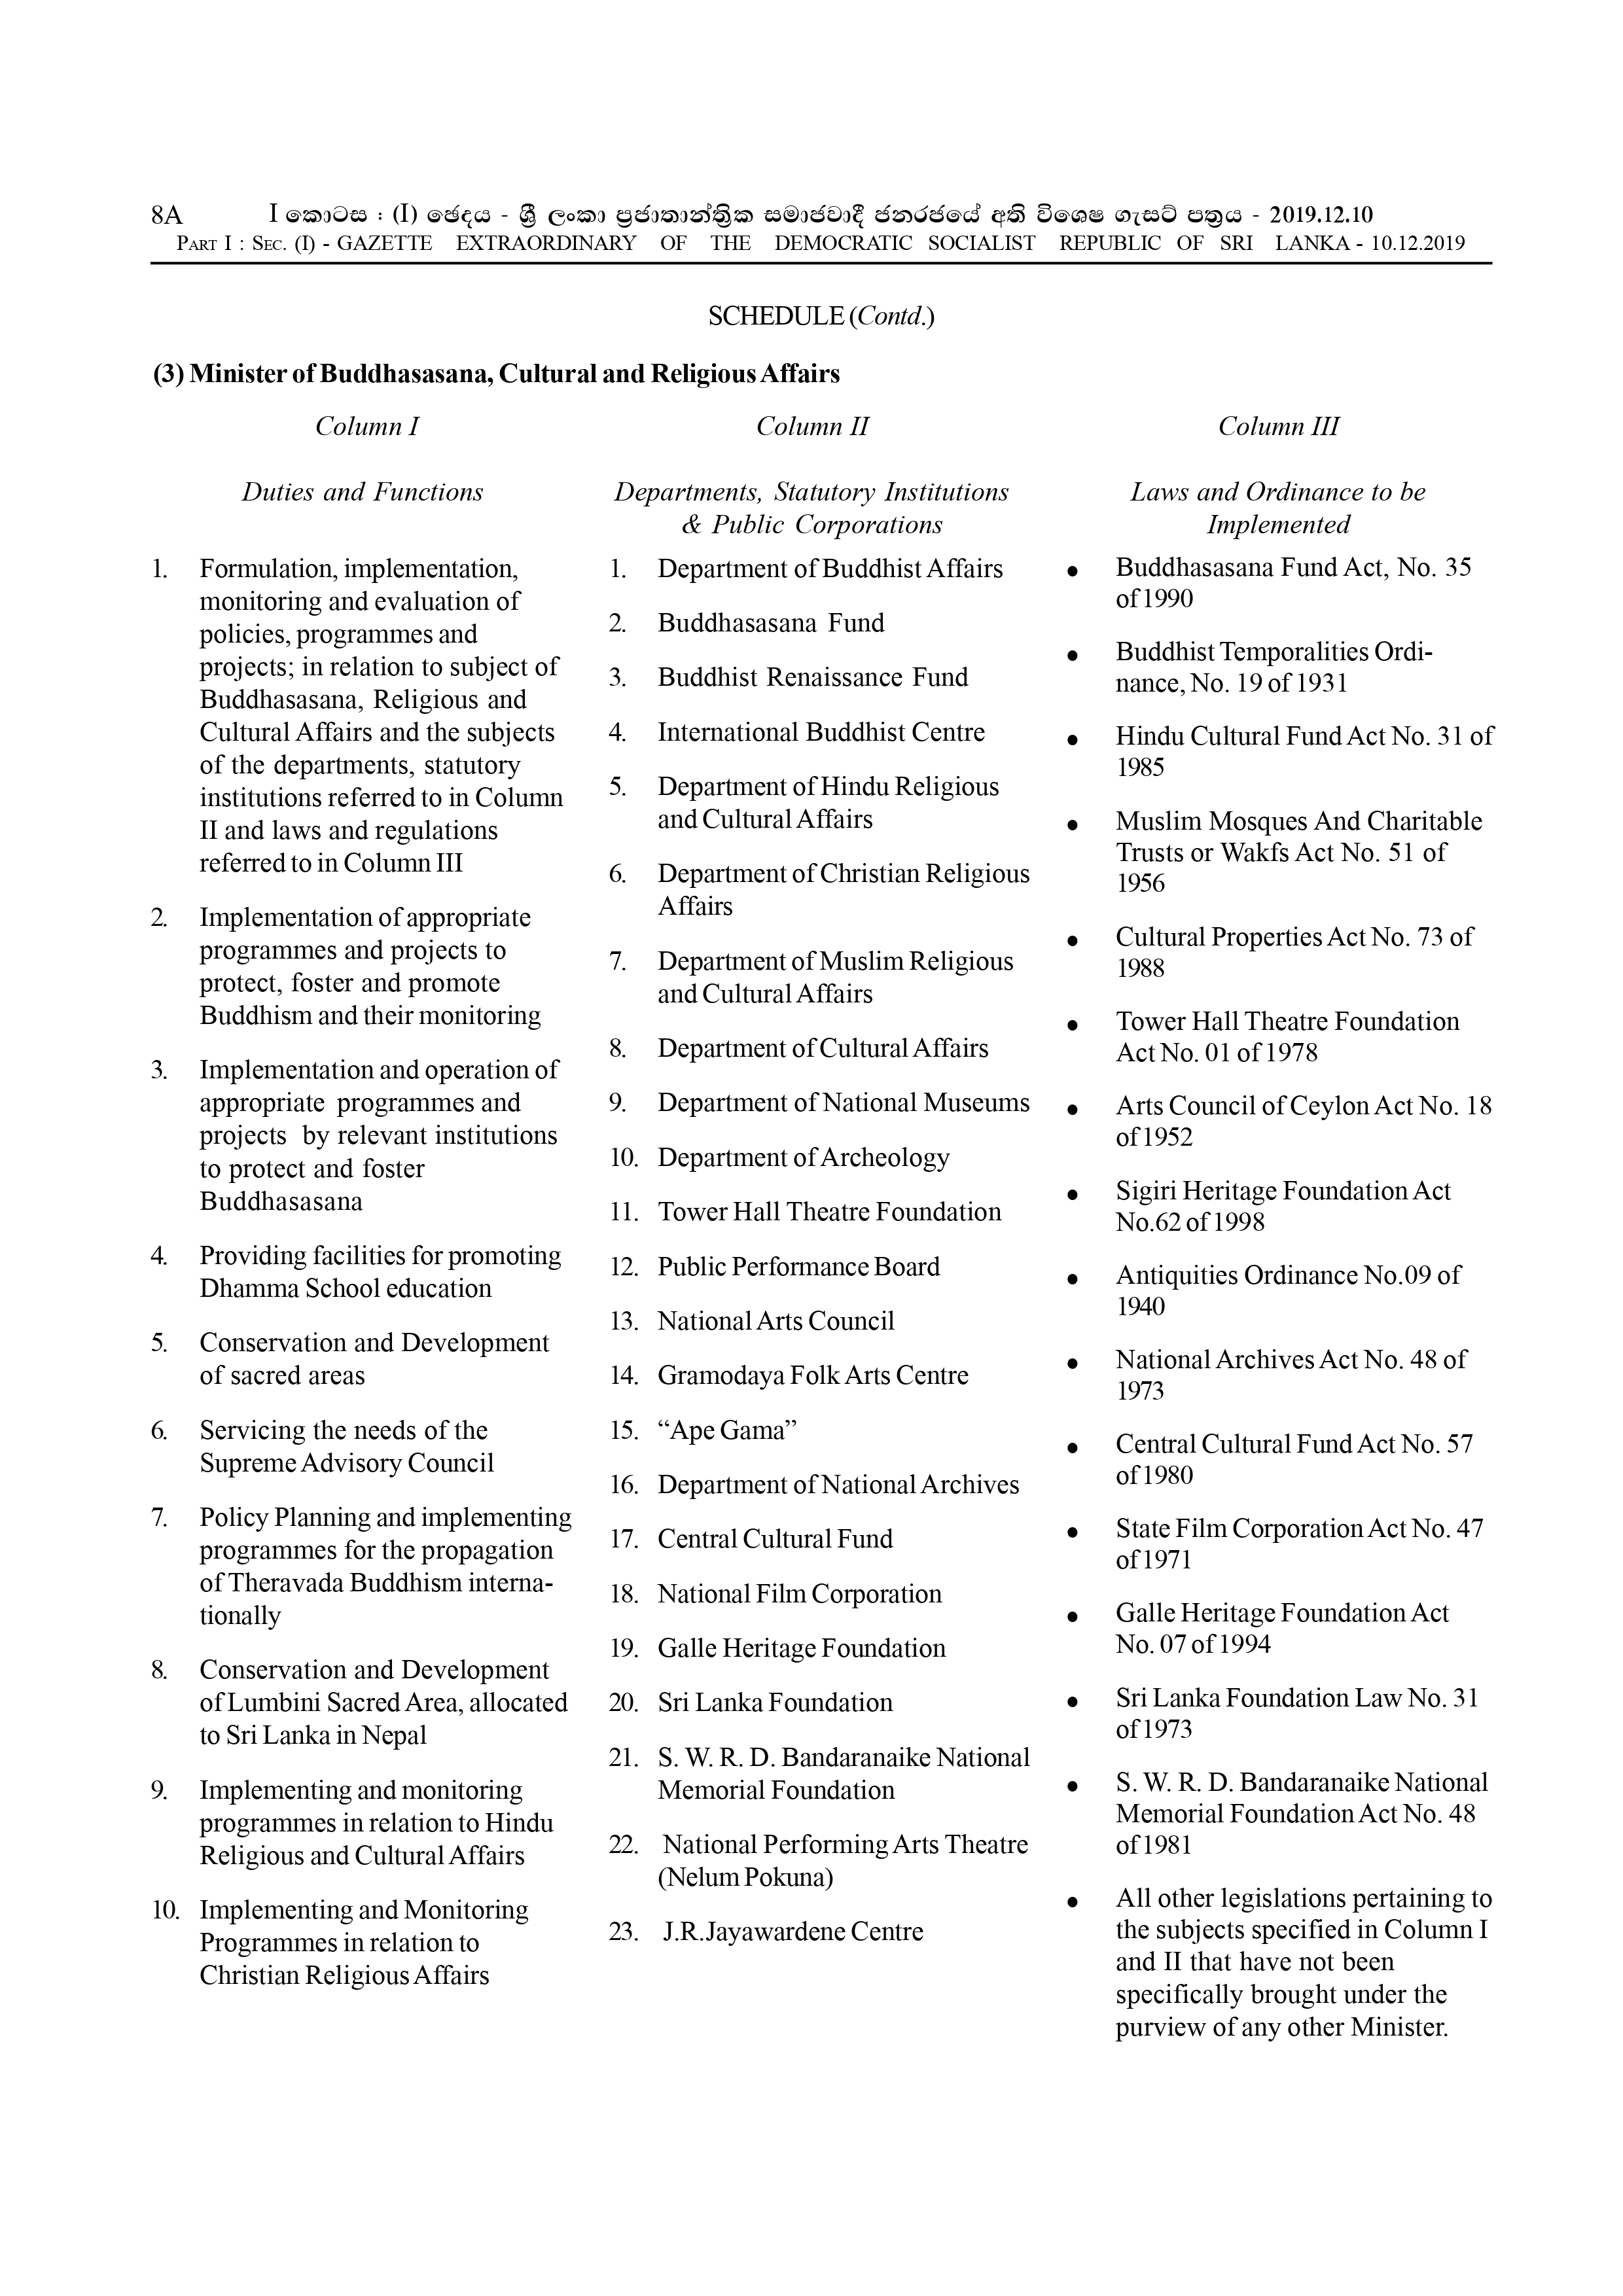 8A I කොටස : (I) ඡෙදය - ශ්‍රී ලංකා ප්‍රජාතාන්ත්‍රික සමාජවාදී ජනරජයේ අති විශෙෂ ගැසට් පත්‍රය - 2019.12.10
PART I : SEC. (I) - GAZETTE EXTRAORDINARY OF THE DEMOCRATIC SOCIALIST REPUBLIC OF SRI LANKA - 10.12.2019
SCHEDULE (Contd.)
(3) Minister of Buddhasasana, Cultural and Religious Affairs
Column I
Duties and Functions
1. Formulation, implementation,
monitoring and evaluation of
policies, programmes and
projects; in relation to subject of
Buddhasasana, Religious and
Cultural Affairs and the subjects
of the departments, statutory
institutions referred to in Column
II and laws and regulations
referred to in Column III
2. Implementation of appropriate
programmes and projects to
protect, foster and promote
Buddhism and their monitoring
3. Implementation and operation of
appropriate programmes and
projects by relevant institutions
to protect and foster
Buddhasasana
4. Providing facilities for promoting
Dhamma School education
5. Conservation and Development
of sacred areas
6. Servicing the needs of the
Supreme Advisory Council
7. Policy Planning and implementing
programmes for the propagation
of Theravada Buddhism interna-
tionally
8. Conservation and Development
of Lumbini Sacred Area, allocated
to Sri Lanka in Nepal
9. Implementing and monitoring
programmes in relation to Hindu
Religious and Cultural Affairs
10. Implementing and Monitoring
Programmes in relation to
Christian Religious Affairs
Column II
Departments, Statutory Institutions
& Public Corporations
1. Department of Buddhist Affairs
2. Buddhasasana Fund
3. Buddhist Renaissance Fund
4. International Buddhist Centre
5. Department of Hindu Religious
and Cultural Affairs
6. Department of Christian Religious
Affairs
7. Department of Muslim Religious
and Cultural Affairs
8. Department of Cultural Affairs
9. Department of National Museums
10. Department of Archeology
11. Tower Hall Theatre Foundation
12. Public Performance Board
13. National Arts Council
14. Gramodaya Folk Arts Centre
15. “Ape Gama”
16. Department of National Archives
17. Central Cultural Fund
18. National Film Corporation
19. Galle Heritage Foundation
20. Sri Lanka Foundation
21. S. W. R. D. Bandaranaike National
Memorial Foundation
22. National Performing Arts Theatre
(Nelum Pokuna)
23. J.R.Jayawardene Centre
Column III
Laws and Ordinance to be
Implemented
● Buddhasasana Fund Act, No. 35
of 1990
● Buddhist Temporalities Ordi-
nance, No. 19 of 1931
● Hindu Cultural Fund Act No. 31 of
1985
● Muslim Mosques And Charitable
Trusts or Wakfs Act No. 51 of
1956
● Cultural Properties Act No. 73 of
1988
● Tower Hall Theatre Foundation
Act No. 01 of 1978
● Arts Council of Ceylon Act No. 18
of 1952
● Sigiri Heritage Foundation Act
No.62 of 1998
● Antiquities Ordinance No.09 of
1940
● National Archives Act No. 48 of
1973
● Central Cultural Fund Act No. 57
of 1980
● State Film Corporation Act No. 47
of 1971
● Galle Heritage Foundation Act
No. 07 of 1994
● Sri Lanka Foundation Law No. 31
of 1973
● S. W. R. D. Bandaranaike National
Memorial Foundation Act No. 48
of 1981
● All other legislations pertaining to
the subjects specified in Column I
and II that have not been
specifically brought under the
purview of any other Minister.